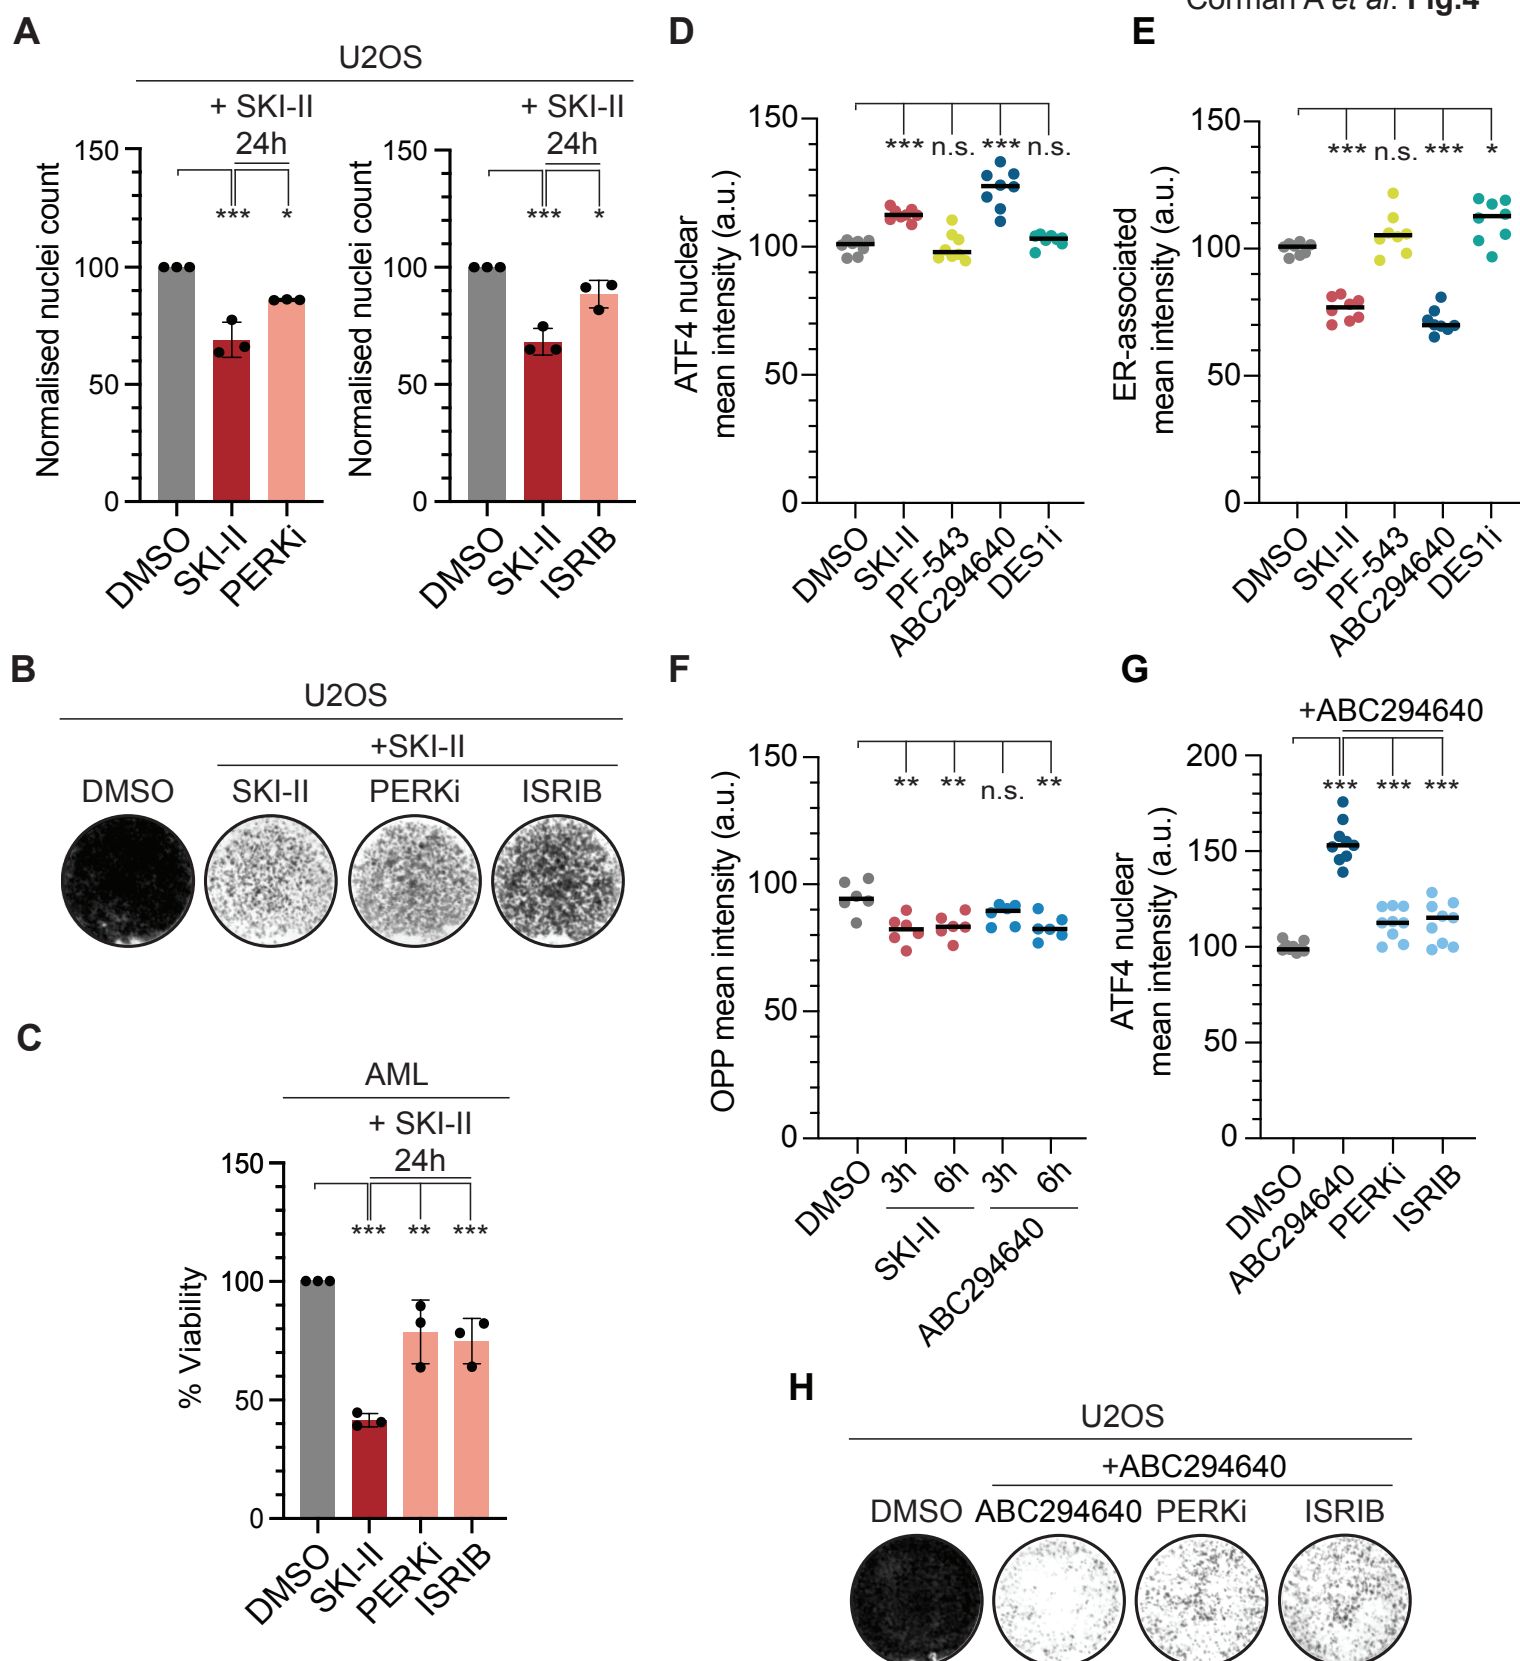 Corman A et al. Fig.4
A
U2OS
+ SKI-II
24h
Normalised nuclei count
150
100
50
0
***
*
DMSO
SKI-II
PERKi
+ SKI-II
24h
Normalised nuclei count
150
100
50
0
***
*
DMSO
SKI-II
ISRIB
B
U2OS
+SKI-II
DMSO
SKI-II
PERKi
ISRIB
C
AML
+ SKI-II
24h
% Viability
150
100
50
0
***
**
***
DMSO
SKI-II
PERKi
ISRIB
D
ATF4 nuclear
mean intensity (a.u.)
150
100
50
0
***
n.s.
***
n.s.
DMSO
SKI-II
PF-543
ABC294640
DES1i
E
ER-associated
mean intensity (a.u.)
150
100
50
0
***
n.s.
***
*
DMSO
SKI-II
PF-543
ABC294640
DES1i
F
OPP mean intensity (a.u.)
150
100
50
0
**
**
n.s.
**
DMSO
3h
6h
3h
6h
SKI-II
ABC294640
G
+ABC294640
ATF4 nuclear
mean intensity (a.u.)
200
150
100
50
0
***
***
***
DMSO
ABC294640
PERKi
ISRIB
H
U2OS
+ABC294640
DMSO
ABC294640
PERKi
ISRIB